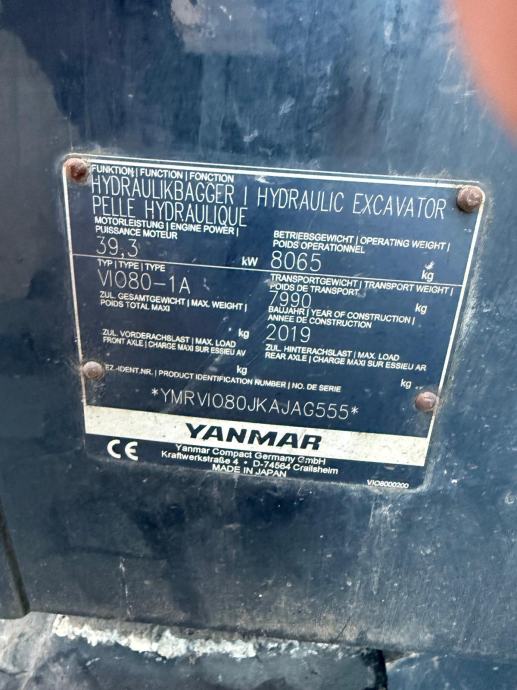 FUNKTION | FUNCTION | FONCTION
HYDRAULIKBAGGER | HYDRAULIC EXCAVATOR
PELLE HYDRAULIQUE
MOTORLEISTUNG | ENGINE POWER |
PUISSANCE MOTEUR
39,3 kW
BETRIEBSGEWICHT | OPERATING WEIGHT |
POIDS OPERATIONNEL
8065 kg
TYP | TYPE | TYPE
VIO80-1A
TRANSPORTGEWICHT | TRANSPORT WEIGHT |
POIDS DE TRANSPORT
7990 kg
ZUL. GESAMTGEWICHT | MAX. WEIGHT |
POIDS TOTAL MAXI
kg
BAUJAHR | YEAR OF CONSTRUCTION |
ANNEE DE CONSTRUCTION
2019
ZUL. VORDERACHSLAST | MAX. LOAD
FRONT AXLE | CHARGE MAXI SUR ESSIEU AV
kg
ZUL. HINTERACHSLAST | MAX. LOAD
REAR AXLE | CHARGE MAXI SUR ESSIEU AR
kg
FZ.-IDENT.NR. | PRODUCT IDENTIFICATION NUMBER | NO. DE SERIE
*YMRVIO80JKAJAG555*
YANMAR
CE
Yanmar Compact Germany GmbH
Kraftwerkstraße 4 • D-74564 Crailsheim
MADE IN JAPAN
VIO8000200